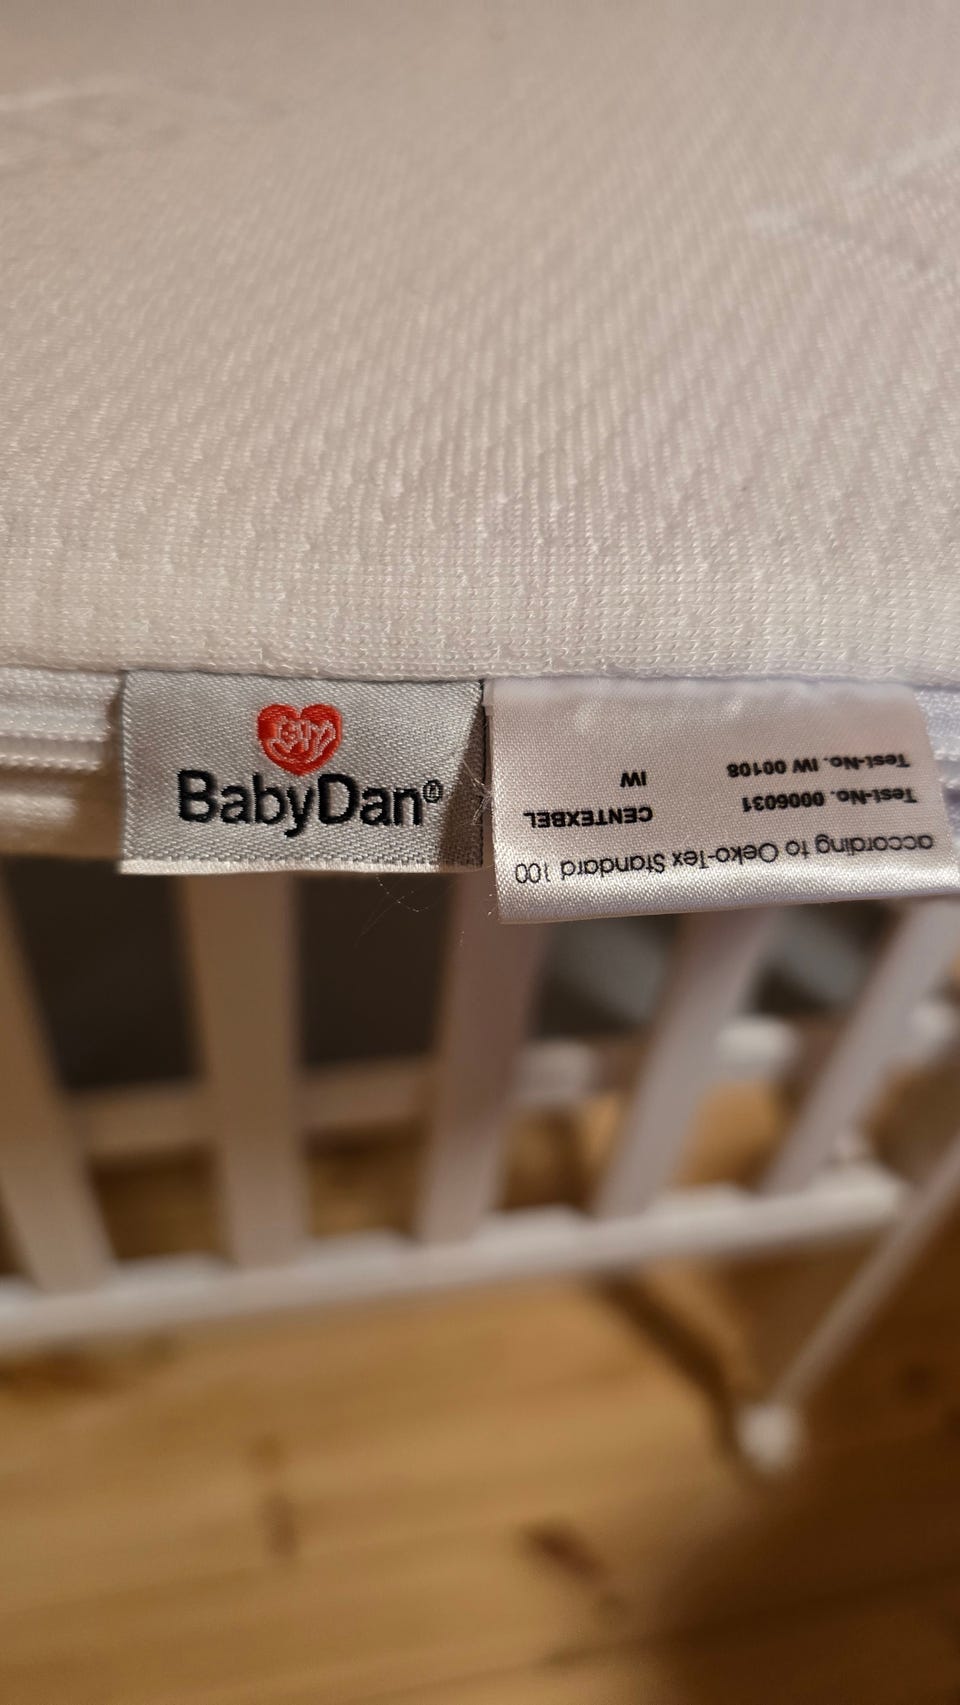 BabyDan®
according to Oeko-Tex Standard 100
Test-No. 0006031 CENTEXBEL
Test-No. IW 00108 IW